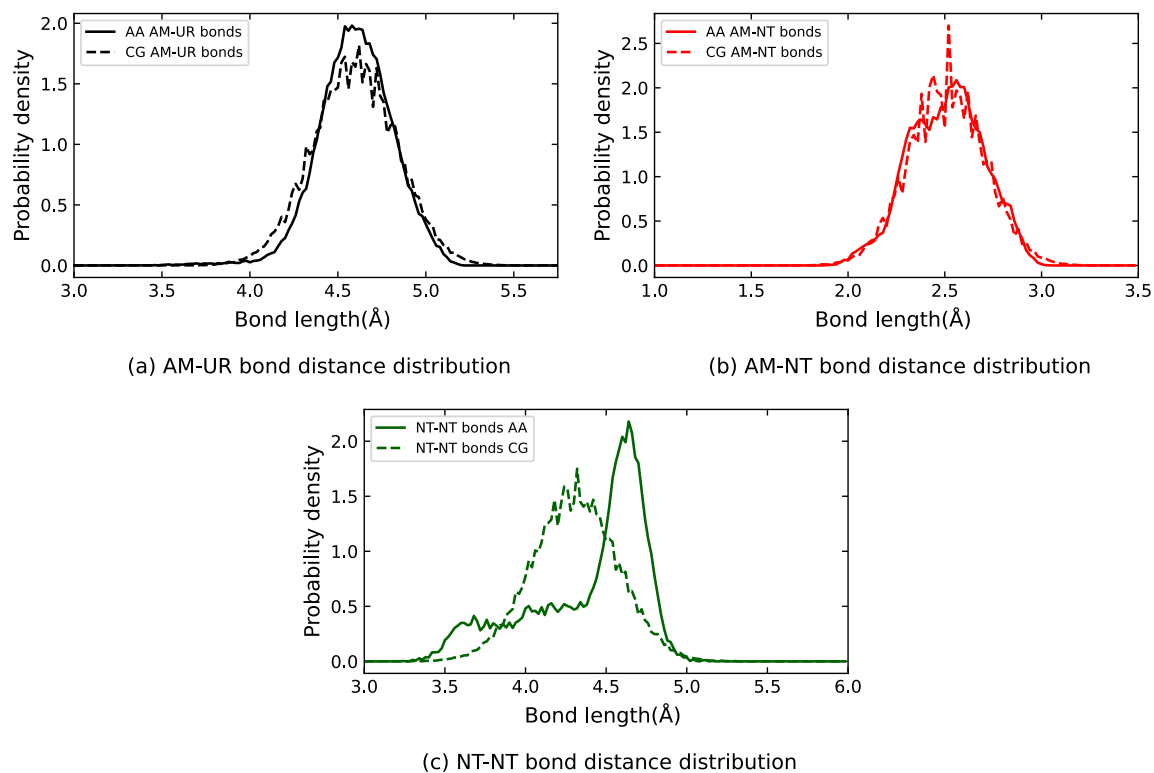 2.0
1.5
1.0
0.5
0.0
Probability density
AA AM-UR bonds
CG AM-UR bonds
3.0 3.5 4.0 4.5 5.0 5.5
Bond length(Å)
(a) AM-UR bond distance distribution
2.5
2.0
1.5
1.0
0.5
0.0
Probability density
AA AM-NT bonds
CG AM-NT bonds
1.0 1.5 2.0 2.5 3.0 3.5
Bond length(Å)
(b) AM-NT bond distance distribution
2.0
1.5
1.0
0.5
0.0
Probability density
NT-NT bonds AA
NT-NT bonds CG
3.0 3.5 4.0 4.5 5.0 5.5 6.0
Bond length(Å)
(c) NT-NT bond distance distribution